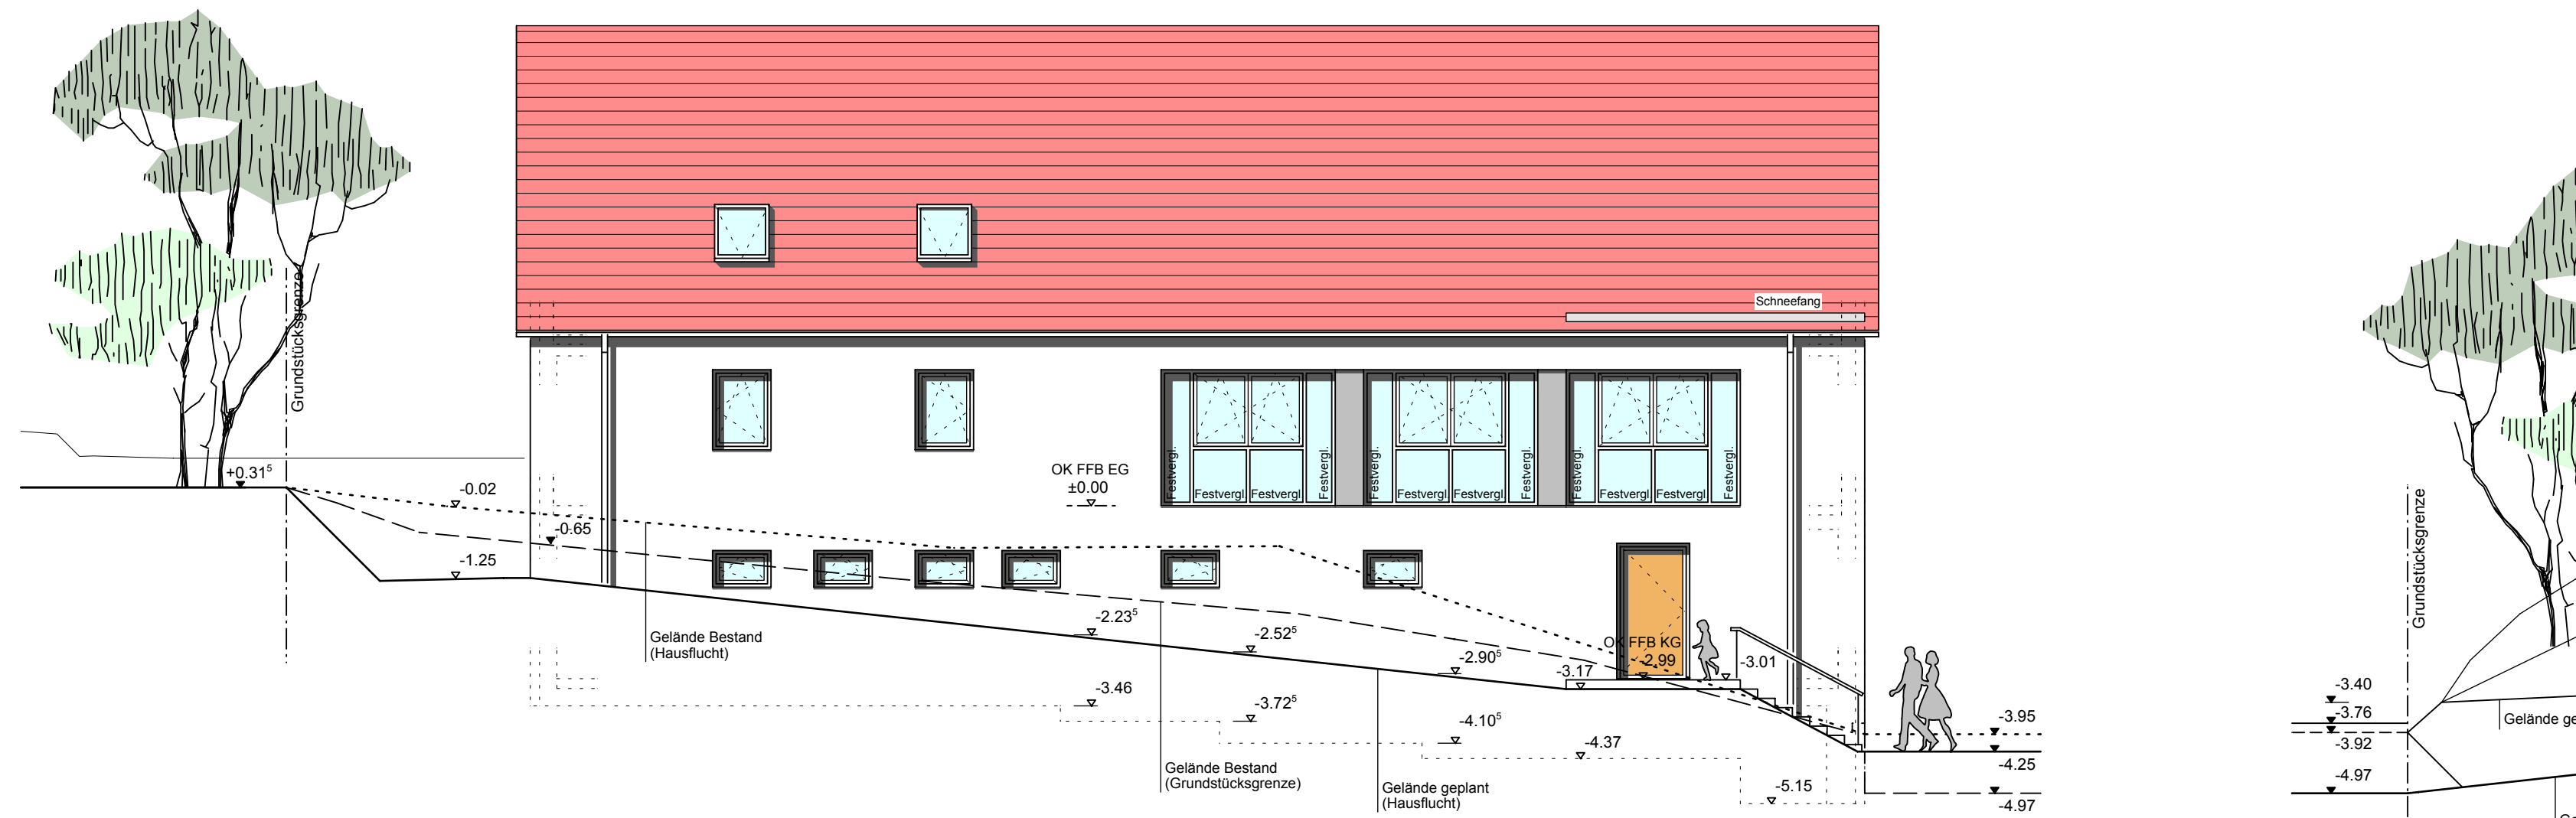 Schneefang
Grundstücksgrenze
+0.31⁵
-0.02
-0.65
-1.25
OK FFB EG
±0.00
Festvergl.
Festvergl.
Festvergl.
Festvergl.
Festvergl.
Festvergl.
Festvergl
Festvergl
Festvergl
Festvergl
Festvergl
Festvergl
Gelände Bestand
(Hausflucht)
-2.23⁵
-2.52⁵
-2.90⁵
-3.17
OK FFB KG
-2.99
-3.01
-3.46
-3.72⁵
-4.10⁵
-4.37
-5.15
Gelände Bestand
(Grundstücksgrenze)
Gelände geplant
(Hausflucht)
-3.95
-4.25
-4.97
Grundstücksgrenze
-3.40
-3.76
-3.92
-4.97
Gelände ge